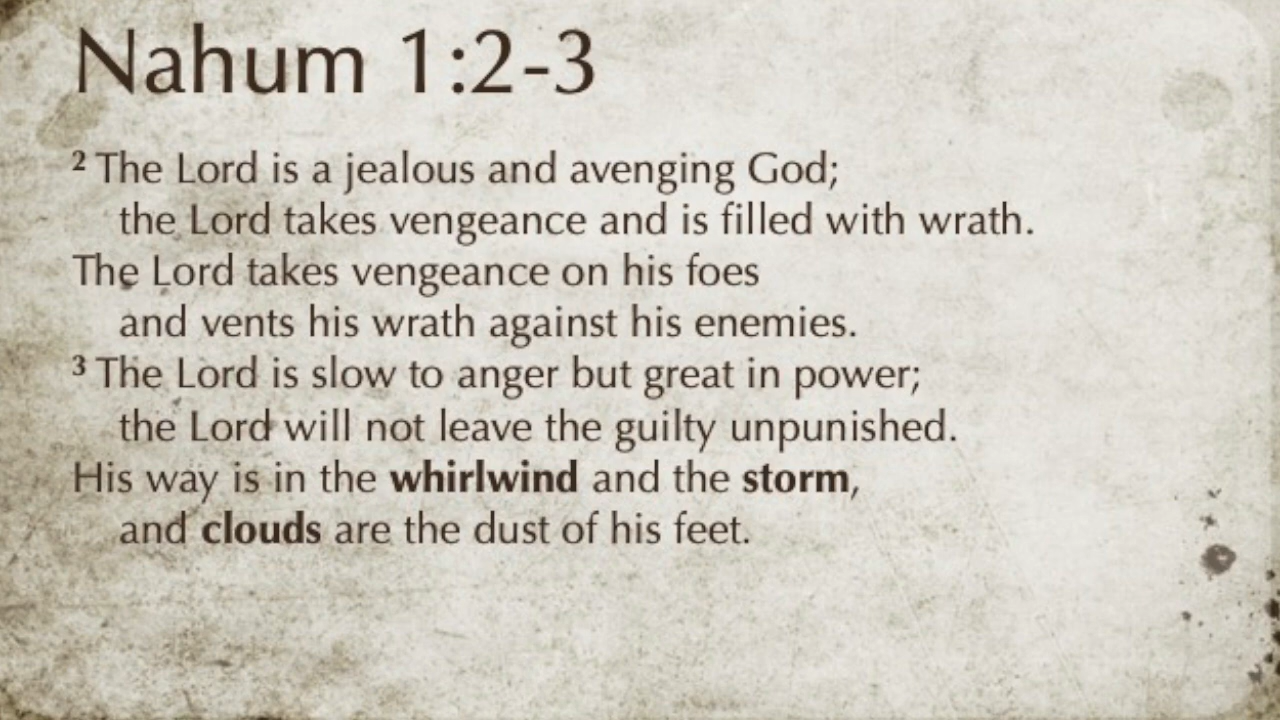 Nahum 1:2-3
² The Lord is a jealous and avenging God;
the Lord takes vengeance and is filled with wrath.
The Lord takes vengeance on his foes
and vents his wrath against his enemies.
³ The Lord is slow to anger but great in power;
the Lord will not leave the guilty unpunished.
His way is in the whirlwind and the storm,
and clouds are the dust of his feet.